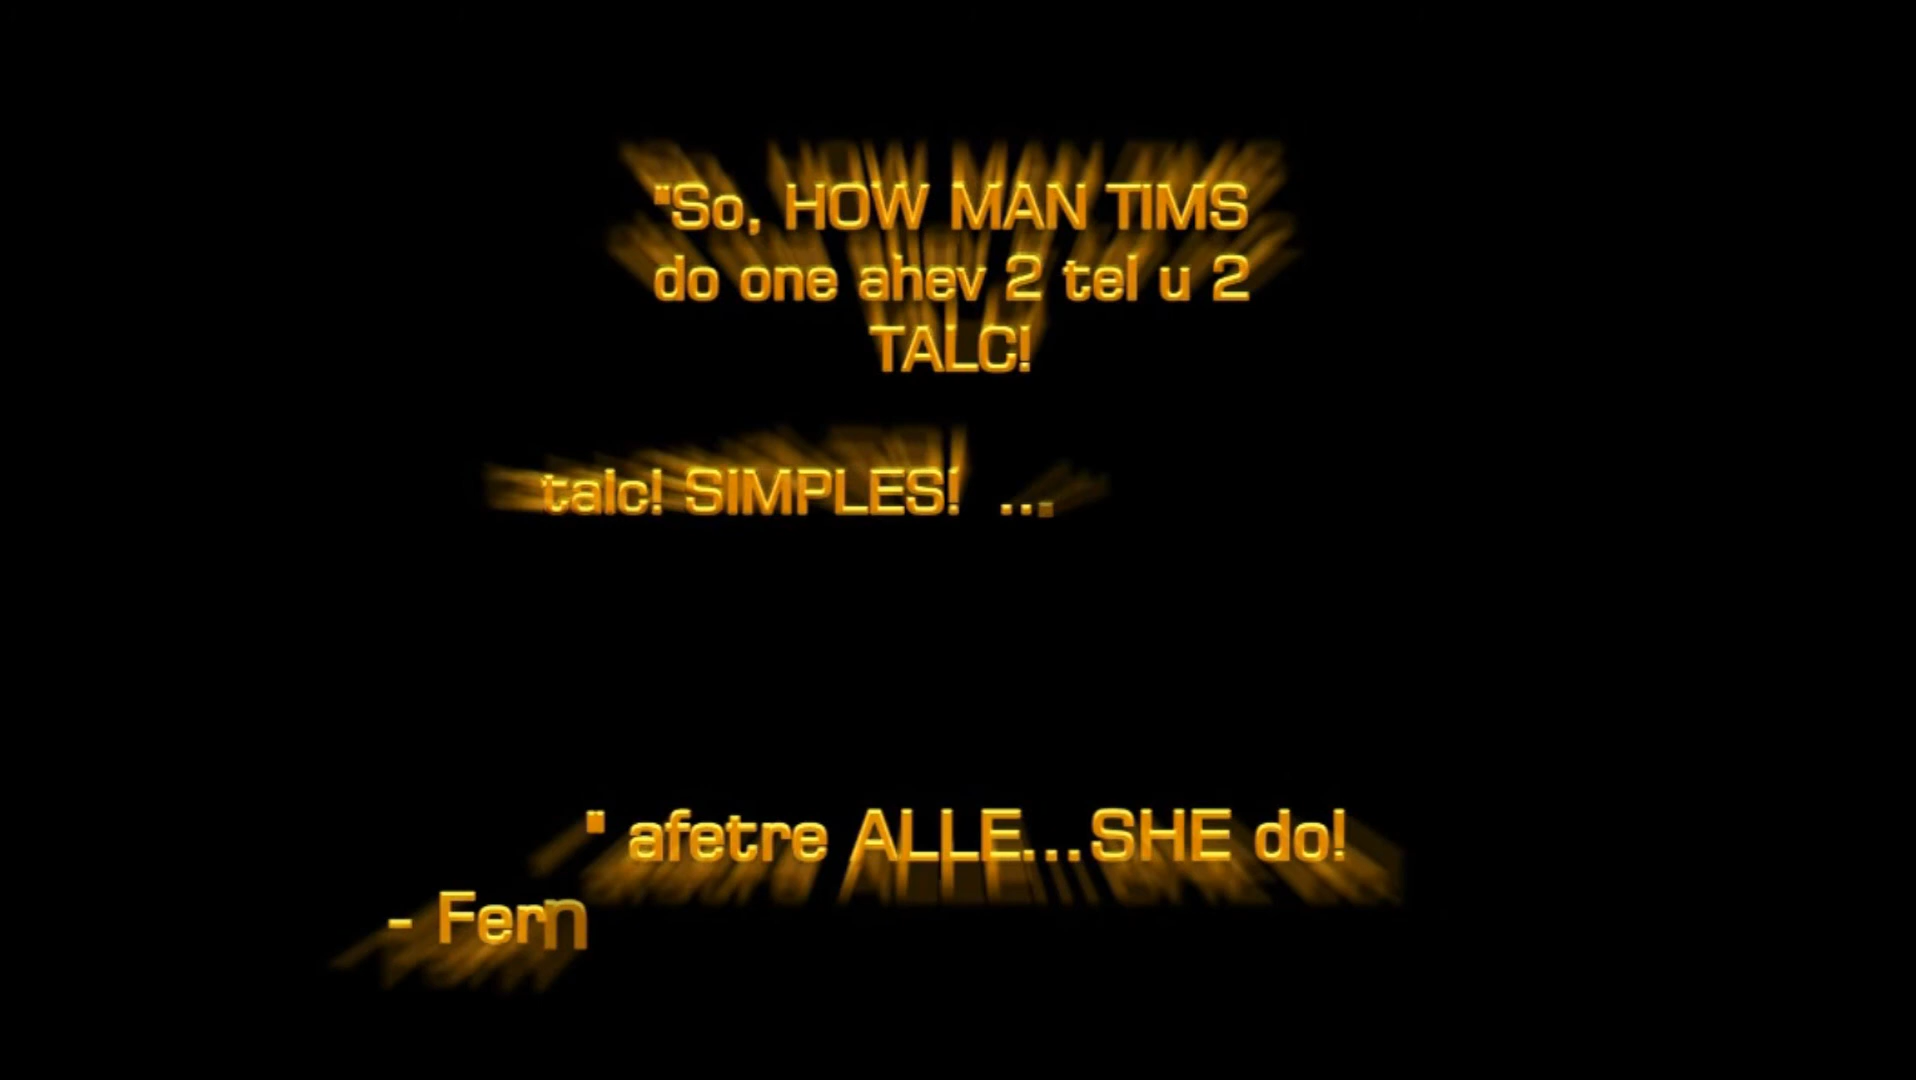 "So, HOW MAN TIMS
do one ahev 2 tel u 2
TALC!
talc! SIMPLES!  ...
" afetre ALLE...SHE do!
- Fern